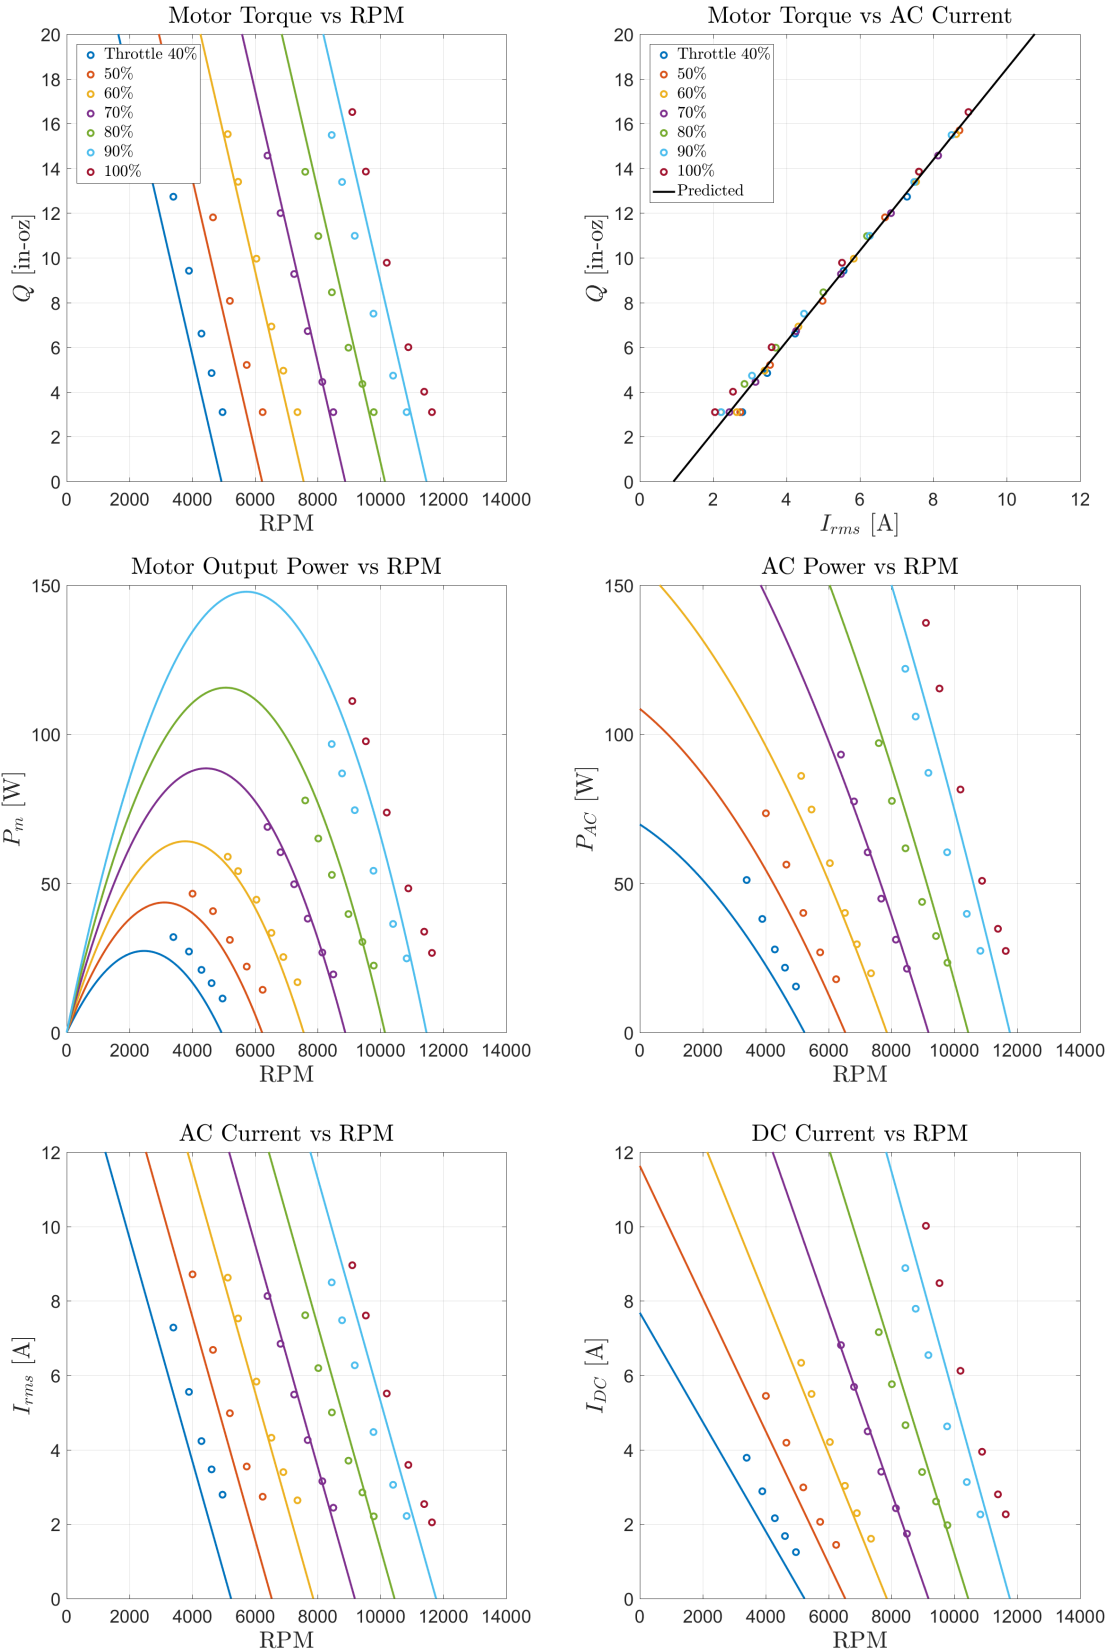 Motor Torque vs RPM
Q [in-oz]
20
18
16
14
12
10
8
6
4
2
0
Throttle 40%
50%
60%
70%
80%
90%
100%
0 2000 4000 6000 8000 10000 12000 14000
RPM
Motor Torque vs AC Current
Q [in-oz]
20
18
16
14
12
10
8
6
4
2
0
Throttle 40%
50%
60%
70%
80%
90%
100%
Predicted
0 2 4 6 8 10 12
I_rms [A]
Motor Output Power vs RPM
P_m [W]
150
100
50
0
0 2000 4000 6000 8000 10000 12000 14000
RPM
AC Power vs RPM
P_AC [W]
150
100
50
0
0 2000 4000 6000 8000 10000 12000 14000
RPM
AC Current vs RPM
I_rms [A]
12
10
8
6
4
2
0
0 2000 4000 6000 8000 10000 12000 14000
RPM
DC Current vs RPM
I_DC [A]
12
10
8
6
4
2
0
0 2000 4000 6000 8000 10000 12000 14000
RPM